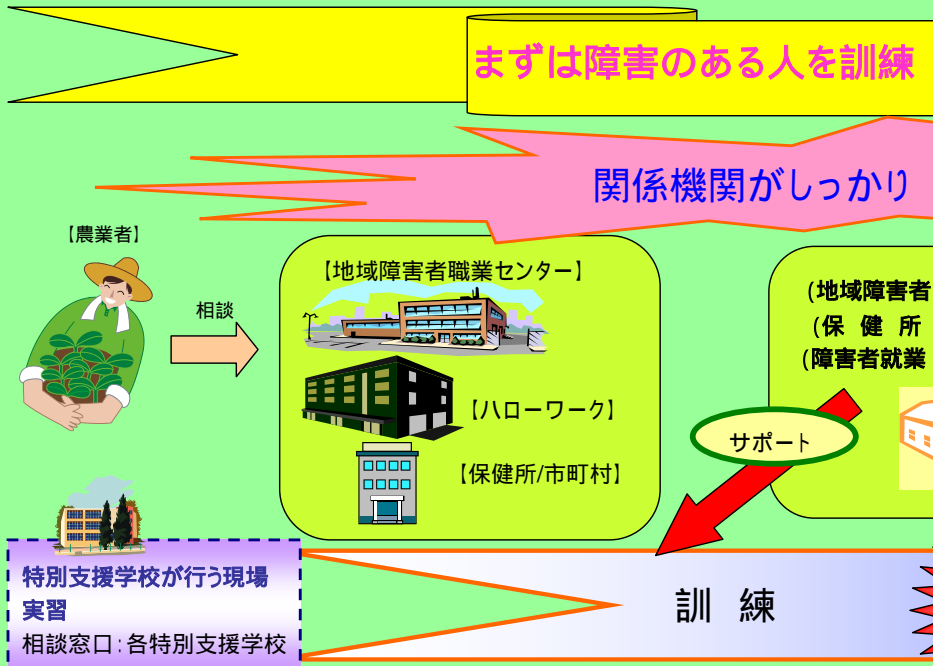 まずは障害のある人を訓練
関係機関がしっかり
【農業者】
相談
【地域障害者職業センター】
【ハローワーク】
【保健所/市町村】
(地域障害者
(保 健 所
(障害者就業
サポート
特別支援学校が行う現場
実習
相談窓口:各特別支援学校
訓 練